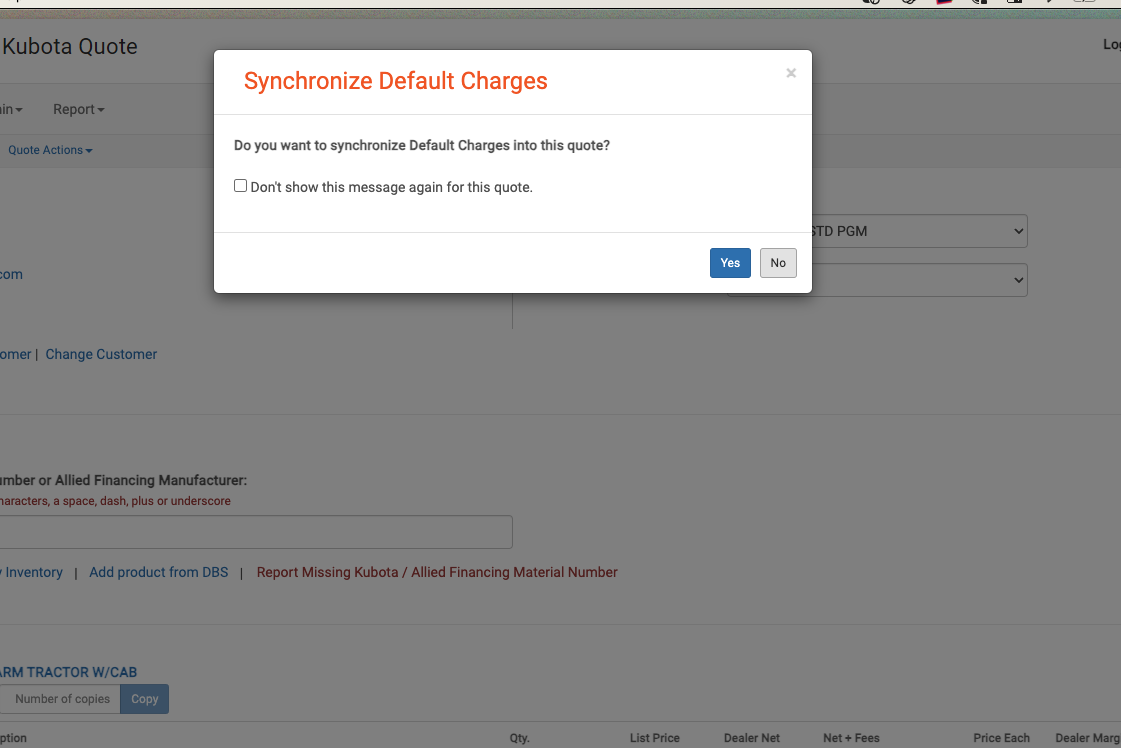 Kubota Quote
Synchronize Default Charges
×
Report
Quote Actions
Do you want to synchronize Default Charges into this quote?
Don't show this message again for this quote.
STD PGM
Yes
No
com
omer | Change Customer
umber or Allied Financing Manufacturer:
haracters, a space, dash, plus or underscore
Inventory | Add product from DBS | Report Missing Kubota / Allied Financing Material Number
ARM TRACTOR W/CAB
Number of copies
Copy
ption Qty. List Price Dealer Net Net + Fees Price Each Dealer Marg